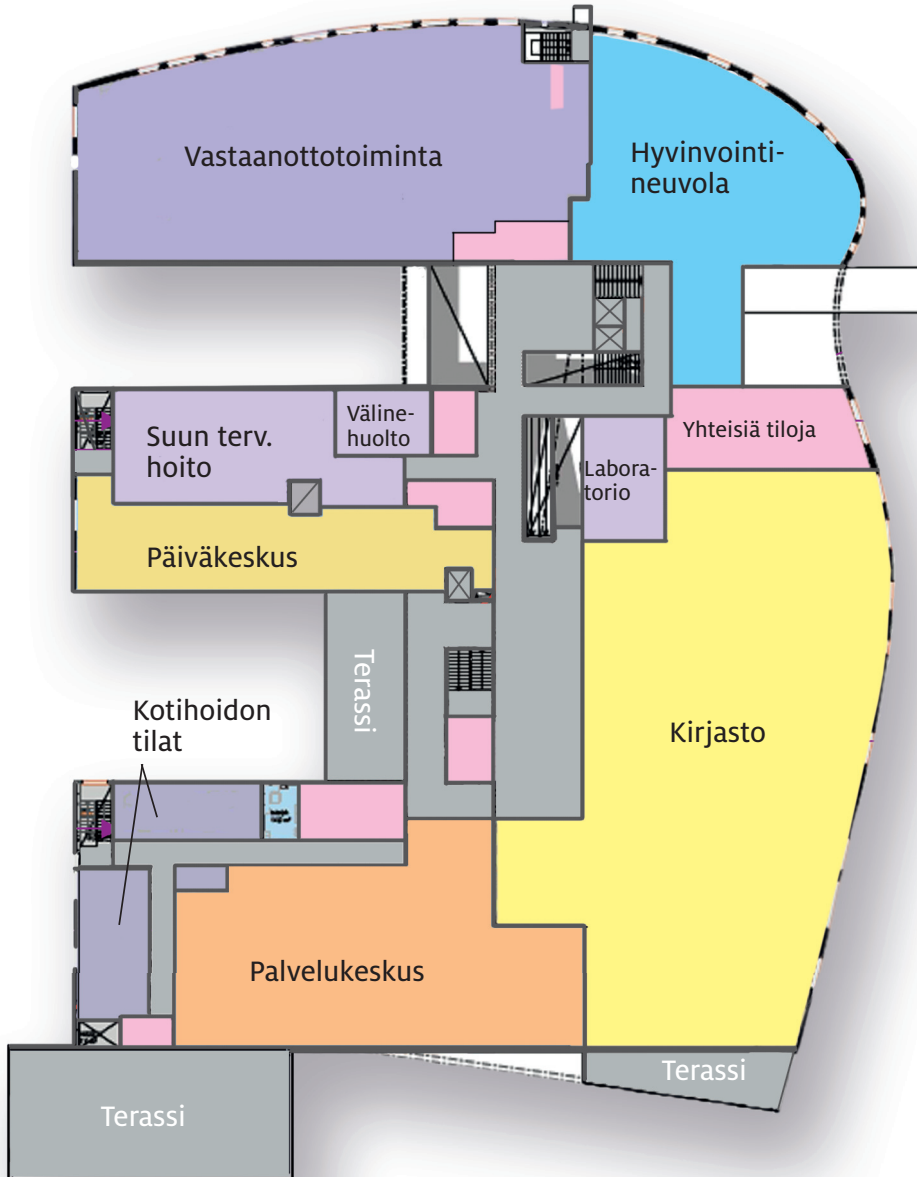 Vastaanottotoiminta
Hyvinvointi-
neuvola
Suun terv.
hoito
Väline-
huolto
Yhteisiä tiloja
Labora-
torio
Päiväkeskus
Terassi
Kotihoidon
tilat
Kirjasto
Palvelukeskus
Terassi
Terassi